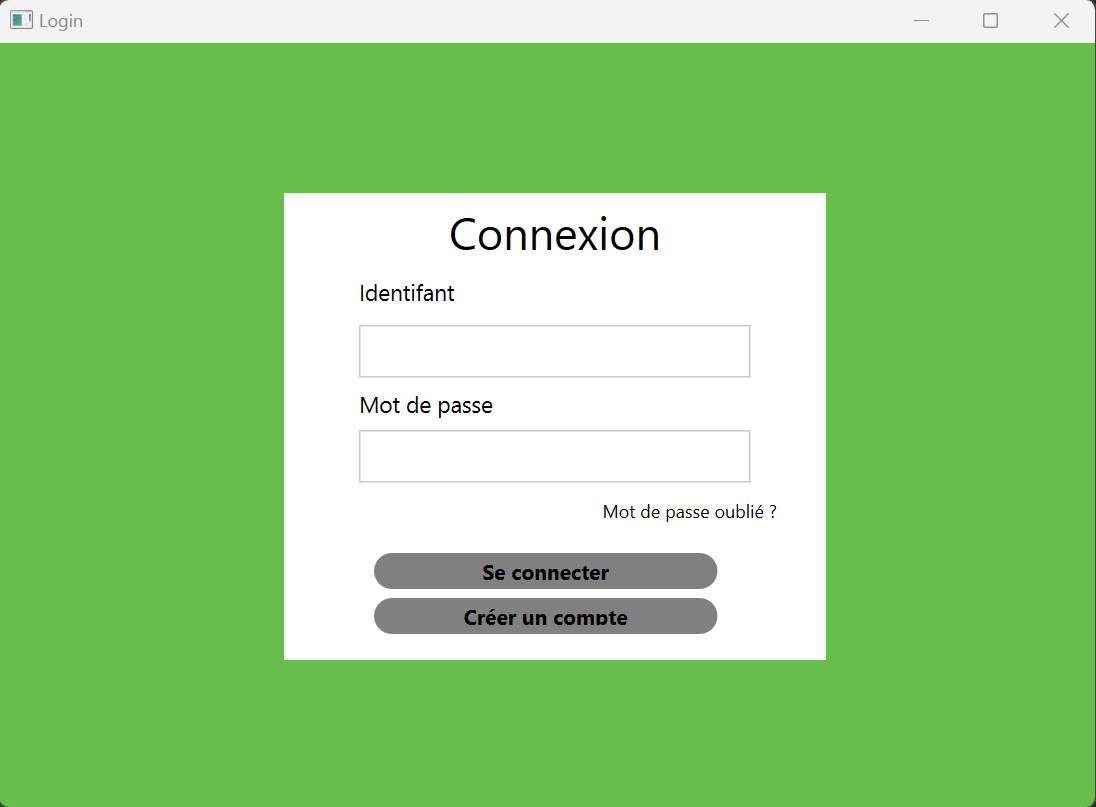 Login
Connexion
Identifant
Mot de passe
Mot de passe oublié ?
Se connecter
Créer un compte